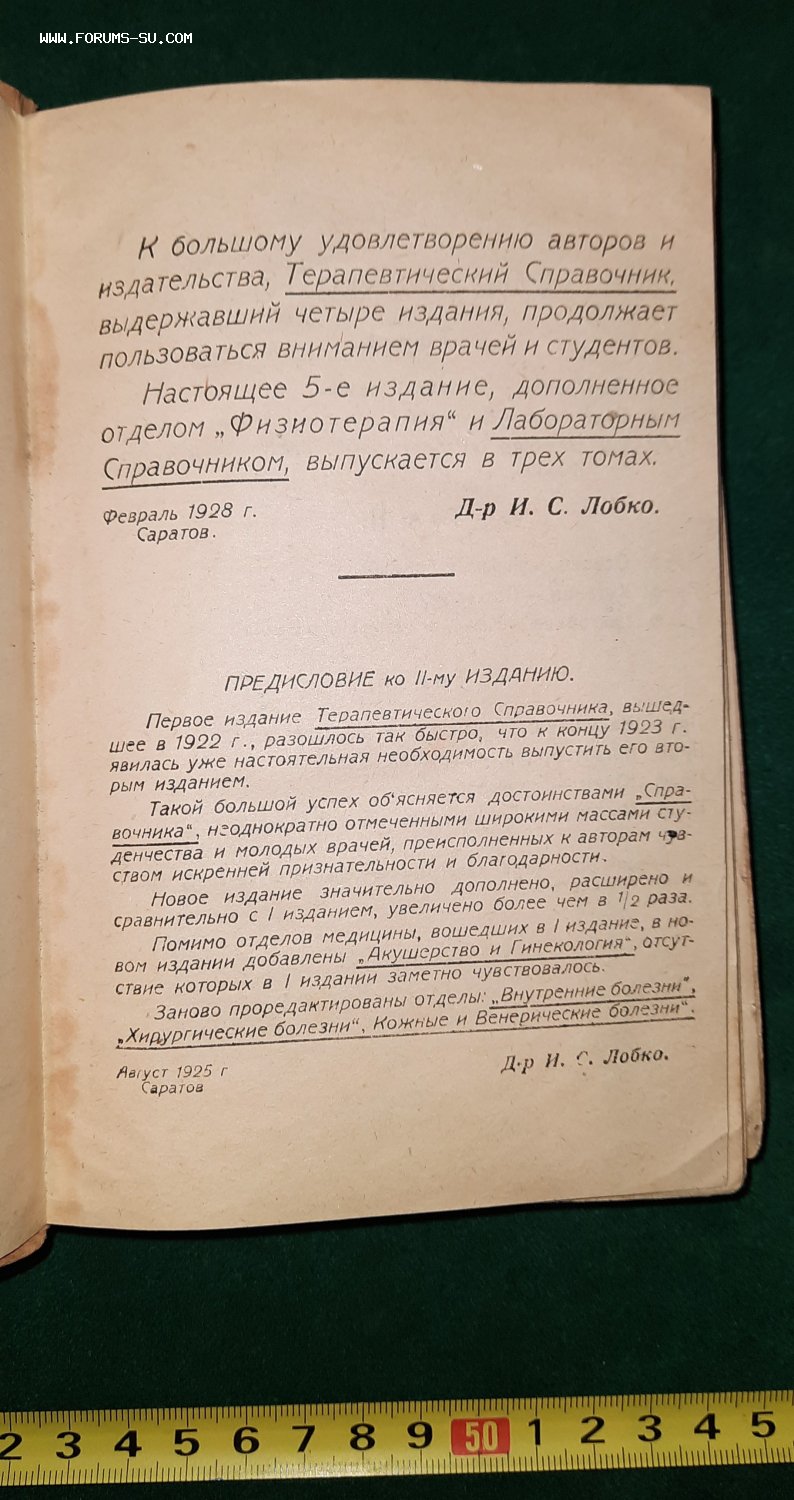 WWW.FORUMS-SU.COM
К большому удовлетворению авторов и
издательства, Терапевтический Справочник,
выдержавший четыре издания, продолжает
пользоваться вниманием врачей и студентов.
Настоящее 5-е издание, дополненное
отделом „Физиотерапия“ и Лабораторным
Справочником, выпускается в трех томах.
Февраль 1928 г.
Саратов.
Д-р И. С. Лобко.
ПРЕДИСЛОВИЕ ко II-му ИЗДАНИЮ.
Первое издание Терапевтического Справочника, вышед-
шее в 1922 г., разошлось так быстро, что к концу 1923 г.
явилась уже настоятельная необходимость выпустить его вто-
рым изданием.
Такой большой успех об‘ясняется достоинствами „Спра-
вочника“, неоднократно отмеченными широкими массами сту-
денчества и молодых врачей, преисполненных к авторам чув-
ством искренней признательности и благодарности.
Новое издание значительно дополнено, расширено и
сравнительно с I изданием, увеличено более чем в 1/2 раза.
Помимо отделов медицины, вошедших в I издание, в но-
вом издании добавлены „Акушерство и Гинекология“, отсут-
ствие которых в I издании заметно чувствовалось.
Заново проредактированы отделы: „Внутренние болезни“,
„Хирургические болезни“, Кожные и Венерические болезни“.
Август 1925 г
Саратов
Д-р И. С. Лобко.
2 3 4 5 6 7 8 9 50 1 2 3 4 5